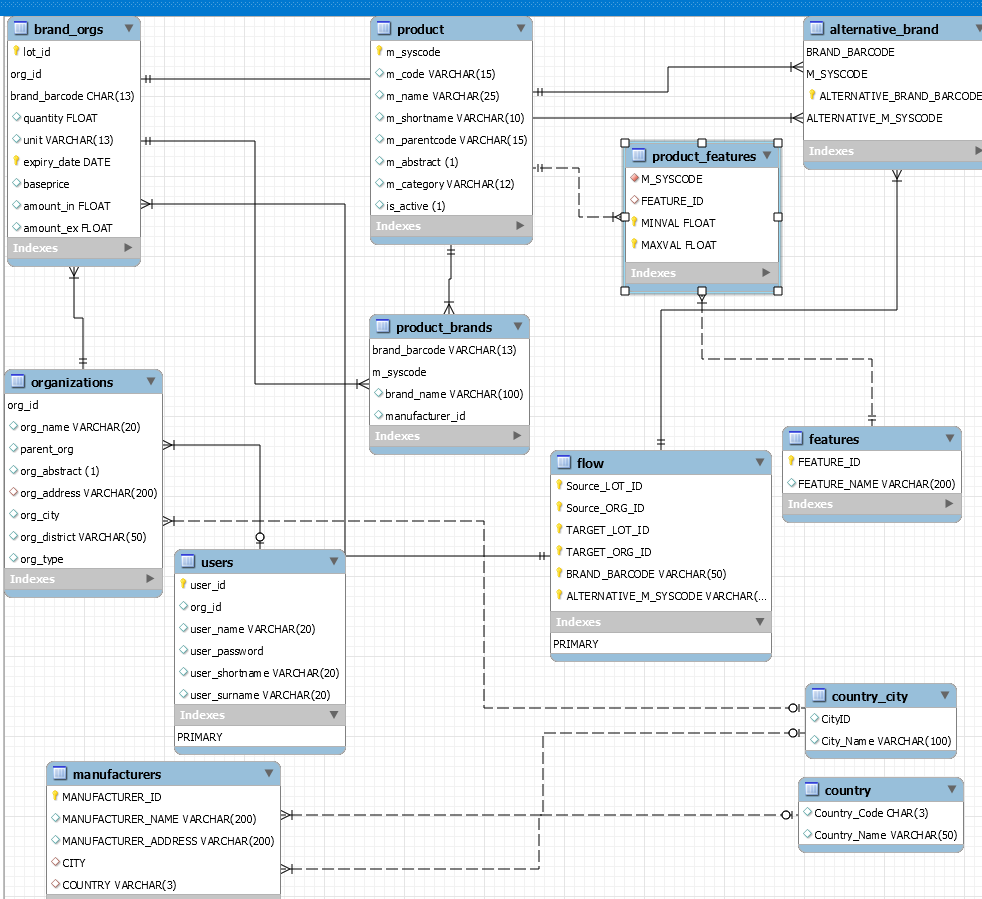 brand_orgs
lot_id
org_id
brand_barcode CHAR(13)
quantity FLOAT
unit VARCHAR(13)
expiry_date DATE
baseprice
amount_in FLOAT
amount_ex FLOAT
Indexes
product
m_syscode
m_code VARCHAR(15)
m_name VARCHAR(25)
m_shortname VARCHAR(10)
m_parentcode VARCHAR(15)
m_abstract (1)
m_category VARCHAR(12)
is_active (1)
Indexes
alternative_brand
BRAND_BARCODE
M_SYSCODE
ALTERNATIVE_BRAND_BARCODE
ALTERNATIVE_M_SYSCODE
Indexes
product_features
M_SYSCODE
FEATURE_ID
MINVAL FLOAT
MAXVAL FLOAT
Indexes
product_brands
brand_barcode VARCHAR(13)
m_syscode
brand_name VARCHAR(100)
manufacturer_id
Indexes
organizations
org_id
org_name VARCHAR(20)
parent_org
org_abstract (1)
org_address VARCHAR(200)
org_city
org_district VARCHAR(50)
org_type
Indexes
features
FEATURE_ID
FEATURE_NAME VARCHAR(200)
Indexes
flow
Source_LOT_ID
Source_ORG_ID
TARGET_LOT_ID
TARGET_ORG_ID
BRAND_BARCODE VARCHAR(50)
ALTERNATIVE_M_SYSCODE VARCHAR(...
Indexes
PRIMARY
users
user_id
org_id
user_name VARCHAR(20)
user_password
user_shortname VARCHAR(20)
user_surname VARCHAR(20)
Indexes
PRIMARY
country_city
CityID
City_Name VARCHAR(100)
manufacturers
MANUFACTURER_ID
MANUFACTURER_NAME VARCHAR(200)
MANUFACTURER_ADDRESS VARCHAR(200)
CITY
COUNTRY VARCHAR(3)
country
Country_Code CHAR(3)
Country_Name VARCHAR(50)